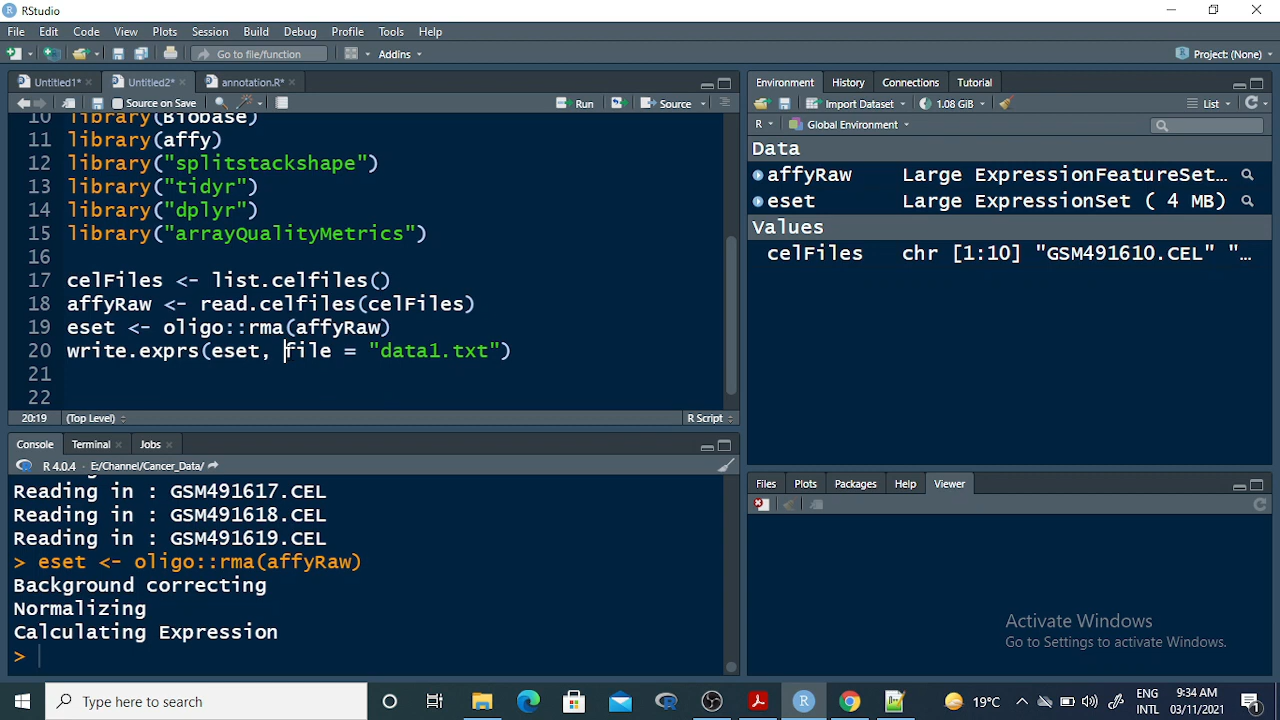 RStudio
File Edit Code View Plots Session Build Debug Profile Tools Help
Go to file/function Addins Project: (None)
Untitled1* Untitled2* annotation.R*
Source on Save Run Source
10 library(Biobase)
11 library(affy)
12 library("splitstackshape")
13 library("tidyr")
14 library("dplyr")
15 library("arrayQualityMetrics")
16
17 celFiles <- list.celfiles()
18 affyRaw <- read.celfiles(celFiles)
19 eset <- oligo::rma(affyRaw)
20 write.exprs(eset, file = "data1.txt")
21
22
20:19 (Top Level) R Script
Console Terminal Jobs
R 4.0.4 · E:/Channel/Cancer_Data/
Reading in : GSM491617.CEL
Reading in : GSM491618.CEL
Reading in : GSM491619.CEL
> eset <- oligo::rma(affyRaw)
Background correcting
Normalizing
Calculating Expression
>
Environment History Connections Tutorial
Import Dataset 1.08 GiB List
R Global Environment
Data
affyRaw Large ExpressionFeatureSet…
eset Large ExpressionSet ( 4 MB)
Values
celFiles chr [1:10] "GSM491610.CEL" "…
Files Plots Packages Help Viewer
Activate Windows
Go to Settings to activate Windows.
Type here to search
19°C
ENG
INTL
9:34 AM
03/11/2021
1